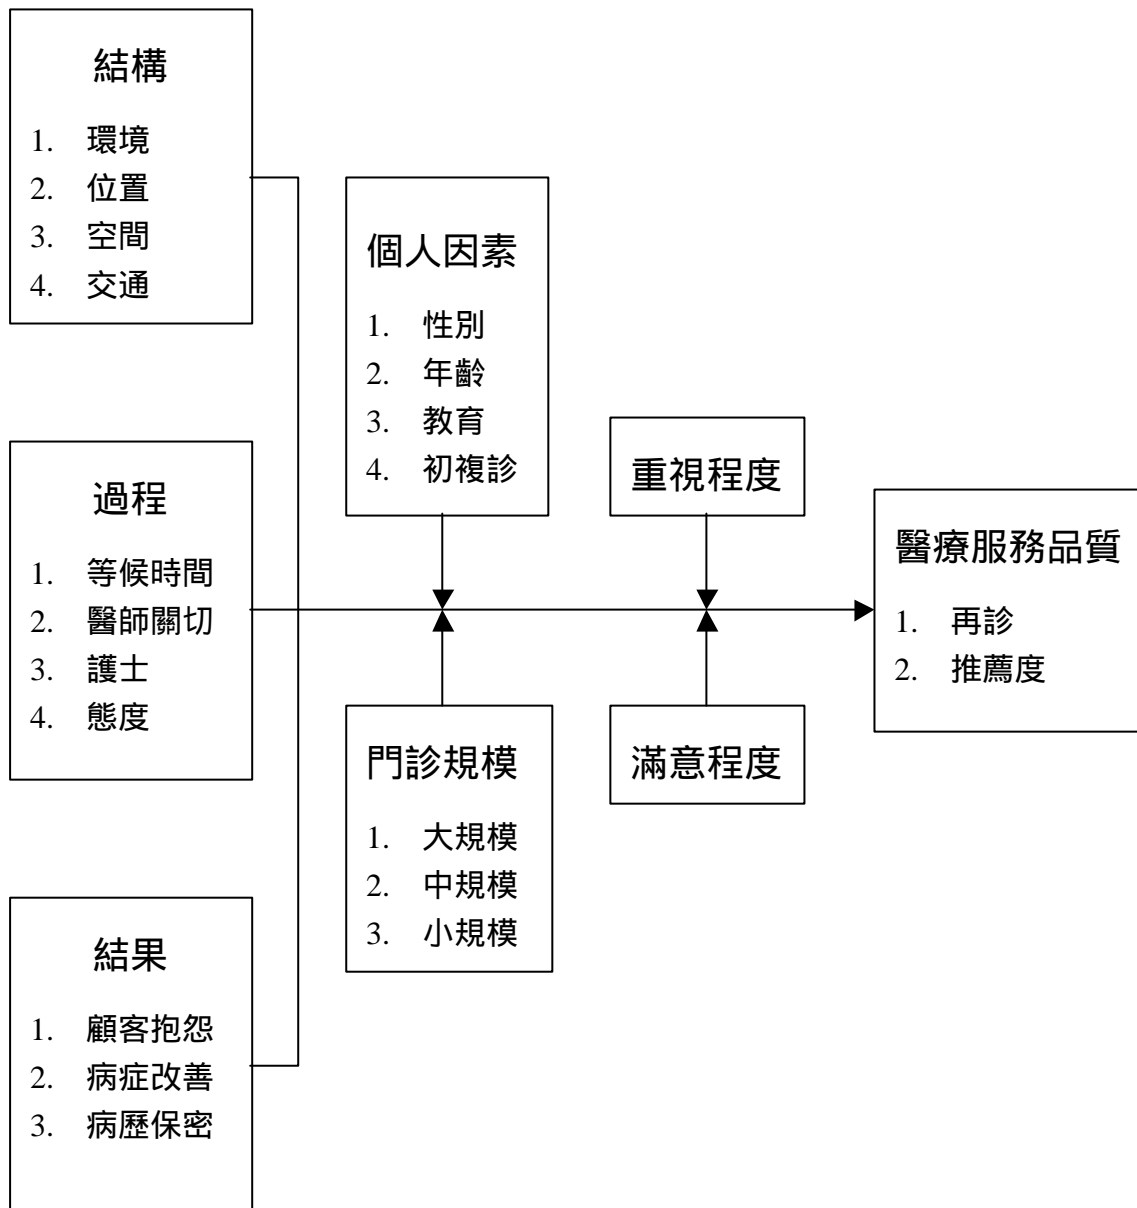 結構
1. 環境
2. 位置
3. 空間
4. 交通
過程
1. 等候時間
2. 醫師關切
3. 護士
4. 態度
結果
1. 顧客抱怨
2. 病症改善
3. 病歷保密
個人因素
1. 性別
2. 年齡
3. 教育
4. 初複診
門診規模
1. 大規模
2. 中規模
3. 小規模
重視程度
滿意程度
醫療服務品質
1. 再診
2. 推薦度